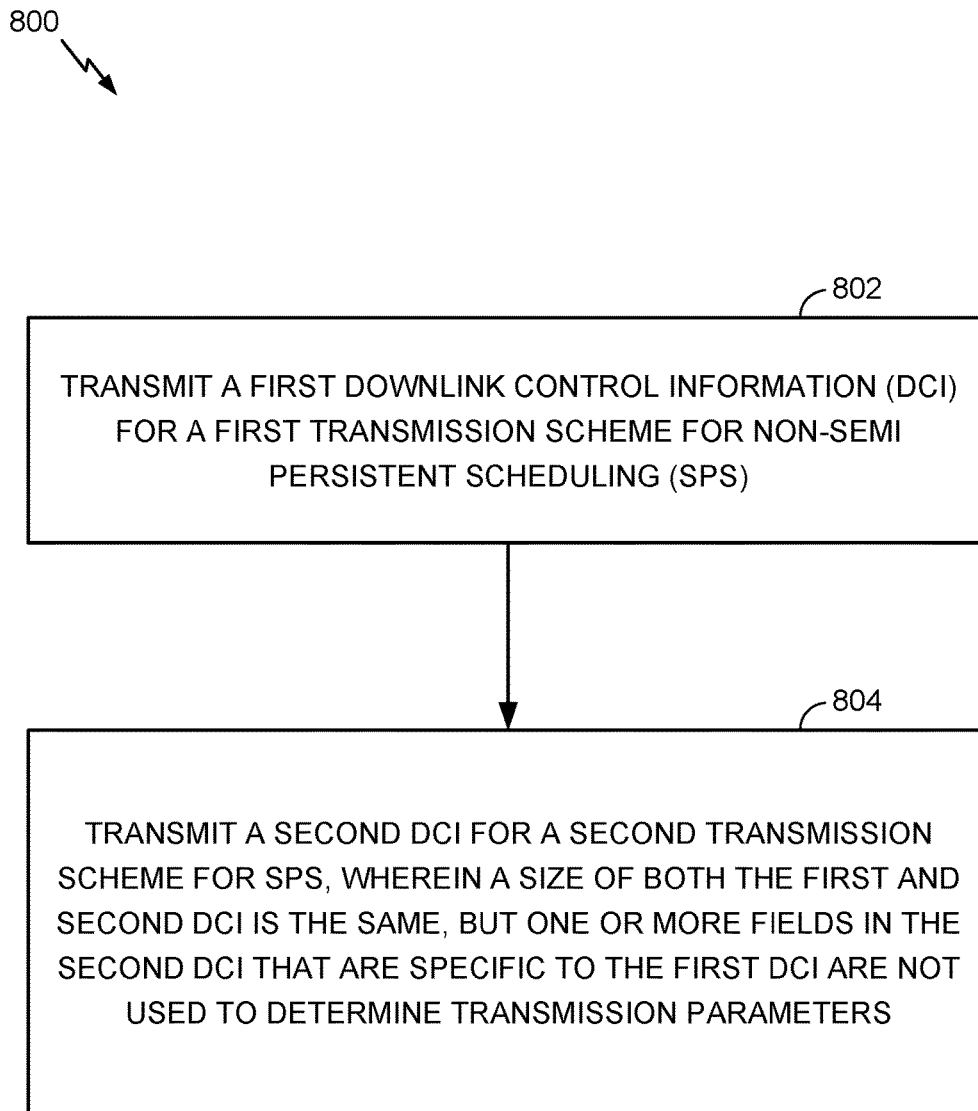 800
802
TRANSMIT A FIRST DOWNLINK CONTROL INFORMATION (DCI)
FOR A FIRST TRANSMISSION SCHEME FOR NON-SEMI
PERSISTENT SCHEDULING (SPS)
804
TRANSMIT A SECOND DCI FOR A SECOND TRANSMISSION
SCHEME FOR SPS, WHEREIN A SIZE OF BOTH THE FIRST AND
SECOND DCI IS THE SAME, BUT ONE OR MORE FIELDS IN THE
SECOND DCI THAT ARE SPECIFIC TO THE FIRST DCI ARE NOT
USED TO DETERMINE TRANSMISSION PARAMETERS